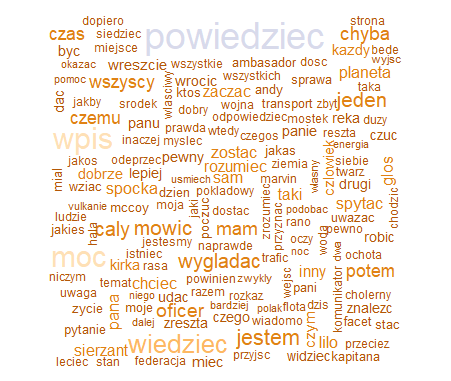 dopiero strona
czas siedziec powiedziec chyba
byc miejsce kazdy bede
wreszcie wszystkie ambasador dosc wyjsc
okazac planeta
pomoc wszyscy wrocic wszystkich sprawa taka
dac jakby ktos zaczac andy jeden
srodek wlasciwy dobry wojna transport zbyt
czemu panu odpowiedziec mostek reka duzy
wpis prawda wtedy czegos panie reszta czuc
inaczej myslec energia
jakos odeprzec pewny zostac jakas czlowiek siebie glos
mial dobrze lepiej rozumiec ziemia twarz
wziac spocka usmiech sam marvin wlasny drugi
dzien pokladowy taki chodzic
vulkanie mccoy moja jaki poczuc dostac zrozumiec podobac spytac
ludzie uwazac
jakies hala caly mowic mam przyznac rano woda pewno
jestesmy naprawde oczy robic
moc istniec noc dwa
kirka rasa wygladac trafic ochota
niczym temat chciec wejsc inny komunikator potem
uwaga pana niego powinien zwykly pani cholerny
zycie moje udac razem rozkaz flota dzis znalezc
oficer bardziej polak czym
pytanie dalej zreszta czego wiadomo facet stac
sierzant wiedziec jestem lilo przeciez
leciec stan federacja miec przyjsc widziec kapitana